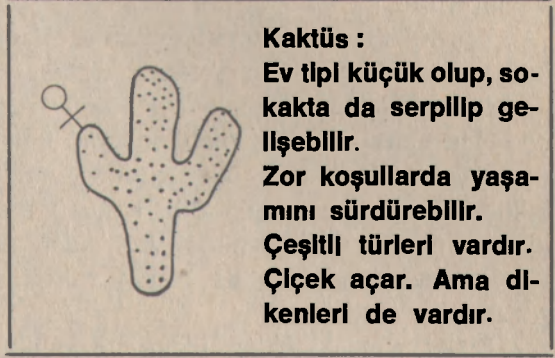 Kaktüs :
Ev tipi küçük olup, so-
kakta da serpilip ge-
lişebilir.
Zor koşullarda yaşa-
mını sürdürebilir.
Çeşitli türleri vardır.
Çiçek açar. Ama di-
kenleri de vardır.